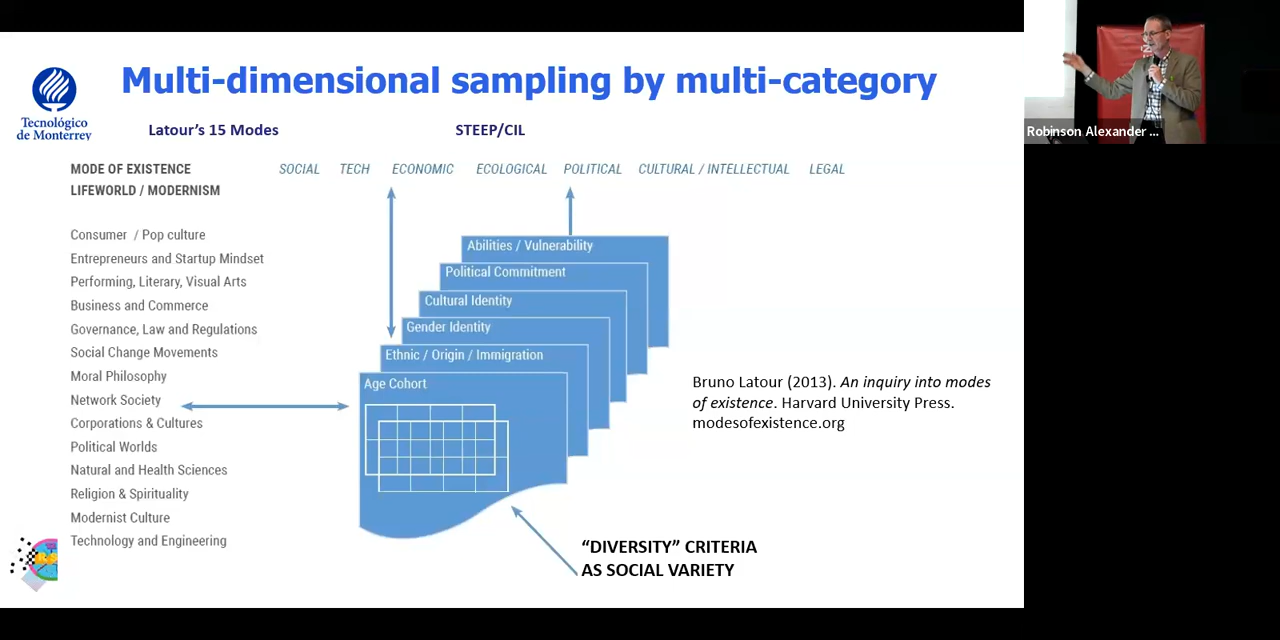 Multi-dimensional sampling by multi-category
Tecnológico
de Monterrey
Latour's 15 Modes
STEEP/CIL
MODE OF EXISTENCE
LIFEWORLD / MODERNISM
SOCIAL TECH ECONOMIC ECOLOGICAL POLITICAL CULTURAL / INTELLECTUAL LEGAL
Consumer / Pop culture
Entrepreneurs and Startup Mindset
Performing, Literary, Visual Arts
Business and Commerce
Governance, Law and Regulations
Social Change Movements
Moral Philosophy
Network Society
Corporations & Cultures
Political Worlds
Natural and Health Sciences
Religion & Spirituality
Modernist Culture
Technology and Engineering
Abilities / Vulnerability
Political Commitment
Cultural Identity
Gender Identity
Ethnic / Origin / Immigration
Age Cohort
Bruno Latour (2013). An inquiry into modes
of existence. Harvard University Press.
modesofexistence.org
“DIVERSITY” CRITERIA
AS SOCIAL VARIETY
Robinson Alexander ...